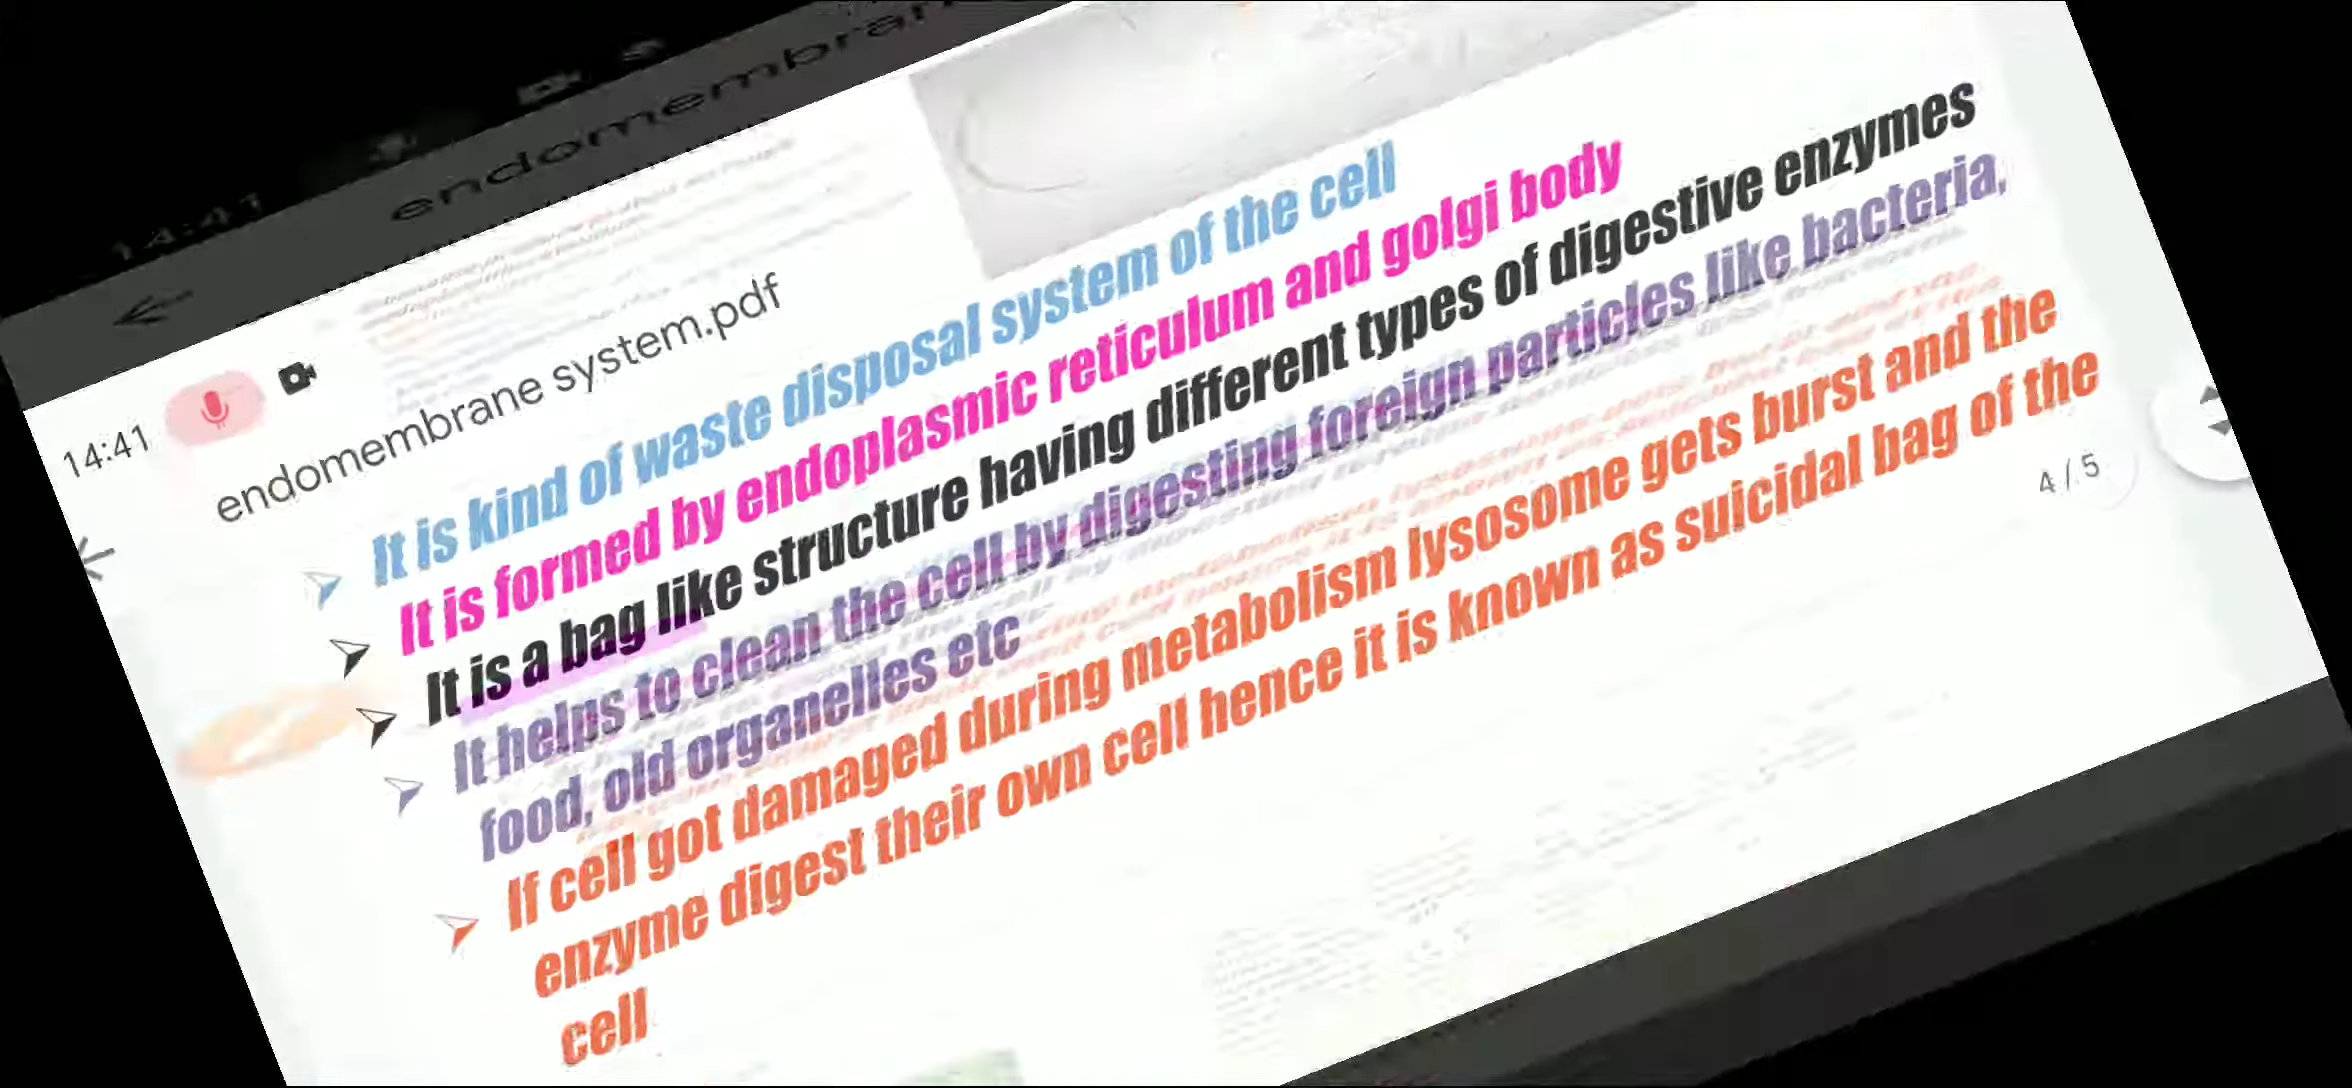 14:41
endomembrane system.pdf
It is kind of waste disposal system of the cell
It is formed by endoplasmic reticulum and golgi body
It is a bag like structure having different types of digestive enzymes
It helps to clean the cell by digesting foreign particles like bacteria,
food, old organelles etc
If cell got damaged during metabolism lysosome gets burst and the
enzyme digest their own cell hence it is known as suicidal bag of the
cell
4 / 5